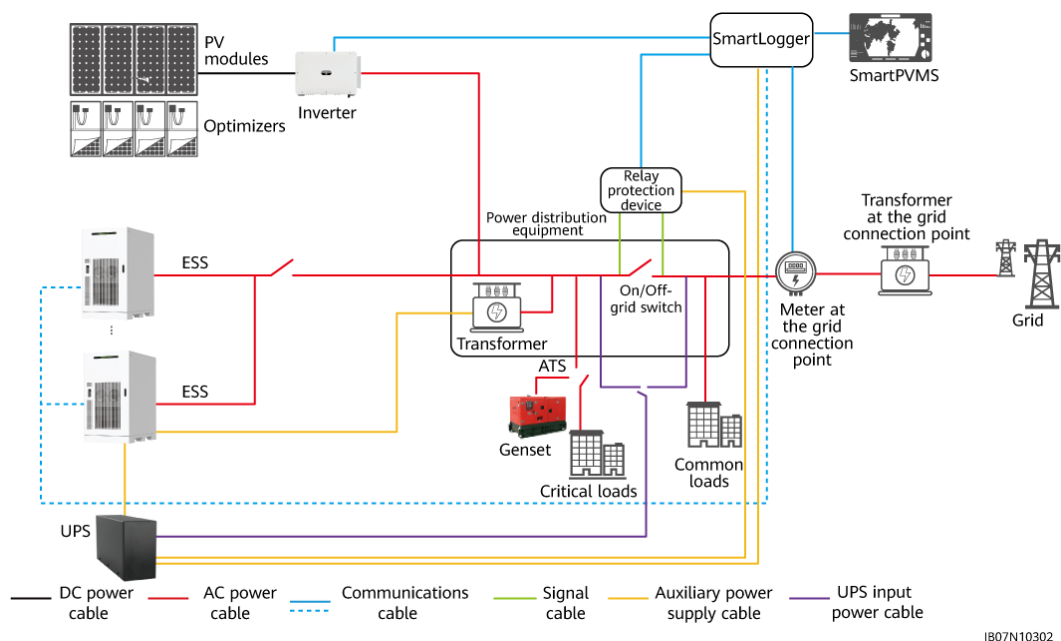 PV
modules
Optimizers
Inverter
SmartLogger
SmartPVMS
Relay
protection
device
Power distribution
equipment
Transformer
at the grid
connection point
ESS
On/Off-
grid switch
Transformer
Meter at
the grid
connection
point
Grid
ATS
ESS
Genset
Critical loads
Common
loads
UPS
DC power
cable
AC power
cable
Communications
cable
Signal
cable
Auxiliary power
supply cable
UPS input
power cable
IB07N10302